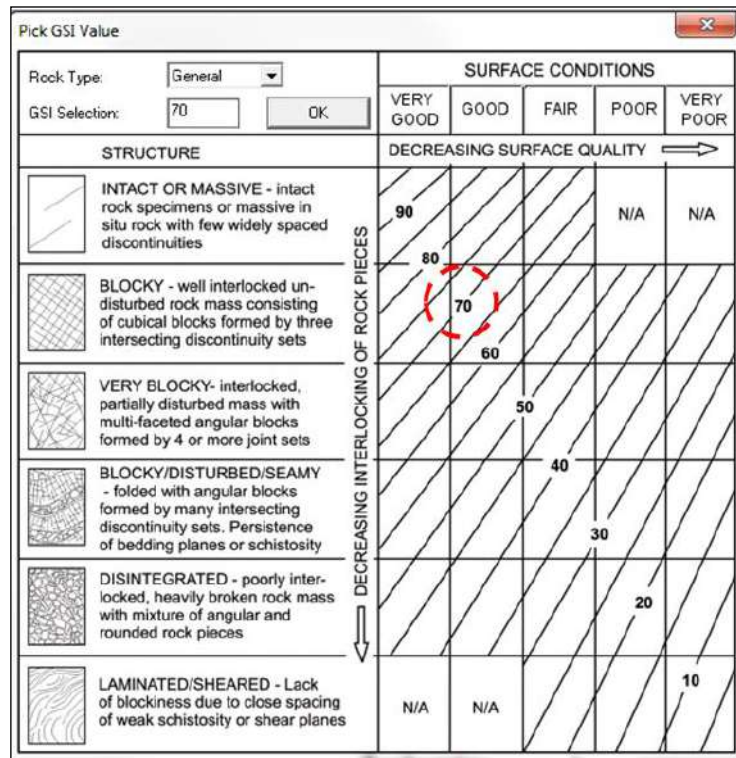 Pick GSI Value
Rock Type:
General
GSI Selection:
70
OK
SURFACE CONDITIONS
VERY GOOD
GOOD
FAIR
POOR
VERY POOR
STRUCTURE
DECREASING SURFACE QUALITY
DECREASING INTERLOCKING OF ROCK PIECES
INTACT OR MASSIVE - intact
rock specimens or massive in
situ rock with few widely spaced
discontinuities
90
80
N/A
N/A
BLOCKY - well interlocked un-
disturbed rock mass consisting
of cubical blocks formed by three
intersecting discontinuity sets
70
60
VERY BLOCKY- interlocked,
partially disturbed mass with
multi-faceted angular blocks
formed by 4 or more joint sets
50
BLOCKY/DISTURBED/SEAMY
- folded with angular blocks
formed by many intersecting
discontinuity sets. Persistence
of bedding planes or schistosity
40
30
DISINTEGRATED - poorly inter-
locked, heavily broken rock mass
with mixture of angular and
rounded rock pieces
20
LAMINATED/SHEARED - Lack
of blockiness due to close spacing
of weak schistosity or shear planes
N/A
N/A
10